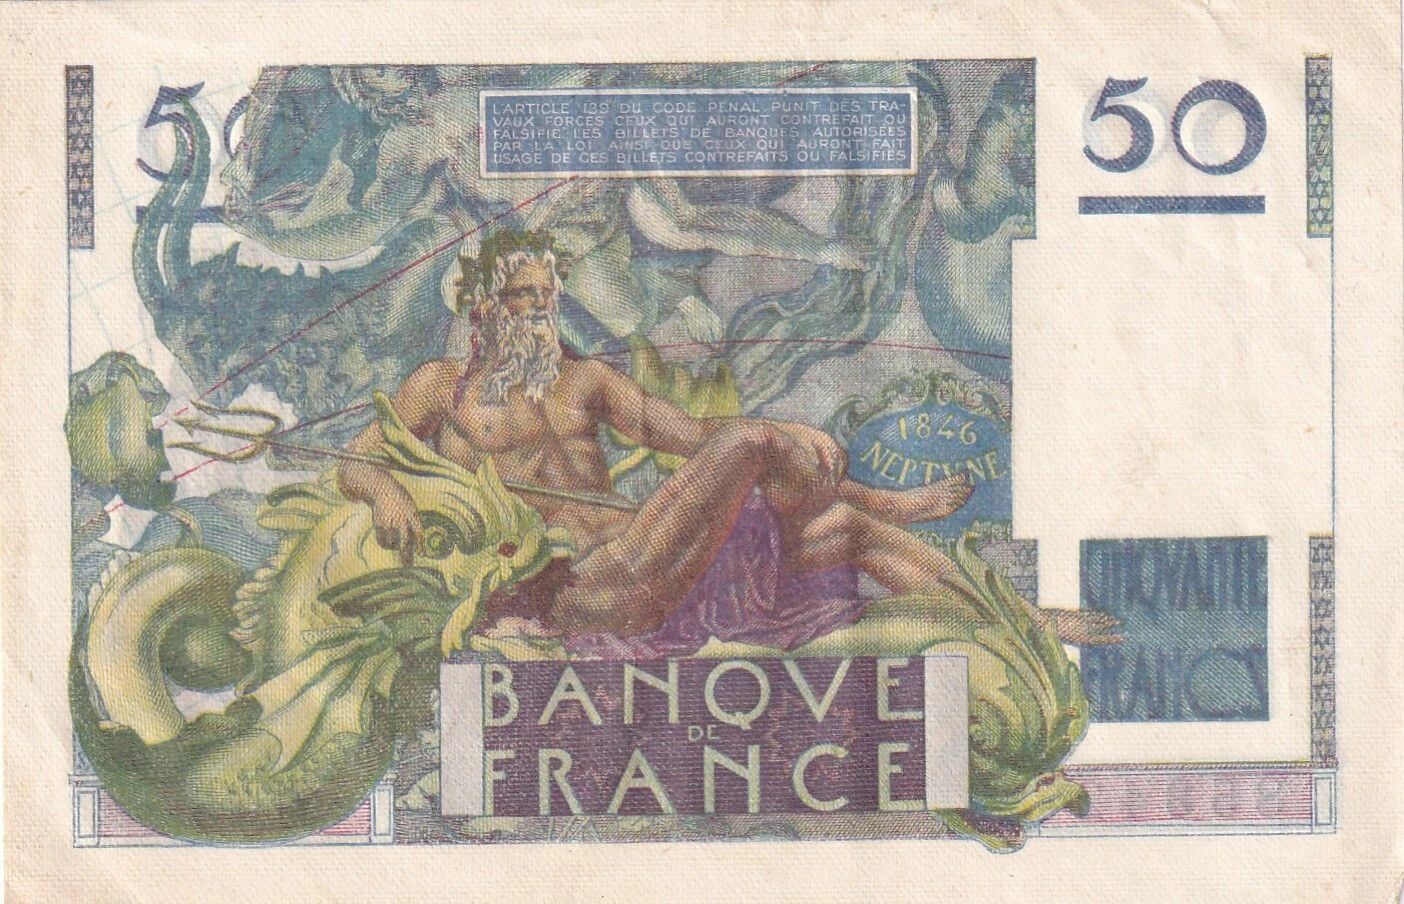 50
50
L'ARTICLE 139 DU CODE PENAL PUNIT DES TRA-
VAUX FORCES CEUX QUI AURONT CONTREFAIT OU
FALSIFIE LES BILLETS DE BANQUES AUTORISEES
PAR LA LOI AINSI QUE CEUX QUI AURONT FAIT
USAGE DE CES BILLETS CONTREFAITS OU FALSIFIES
1846
NEPTVNE
CINQUANTE
FRANCS
BANQVE
DE
FRANCE